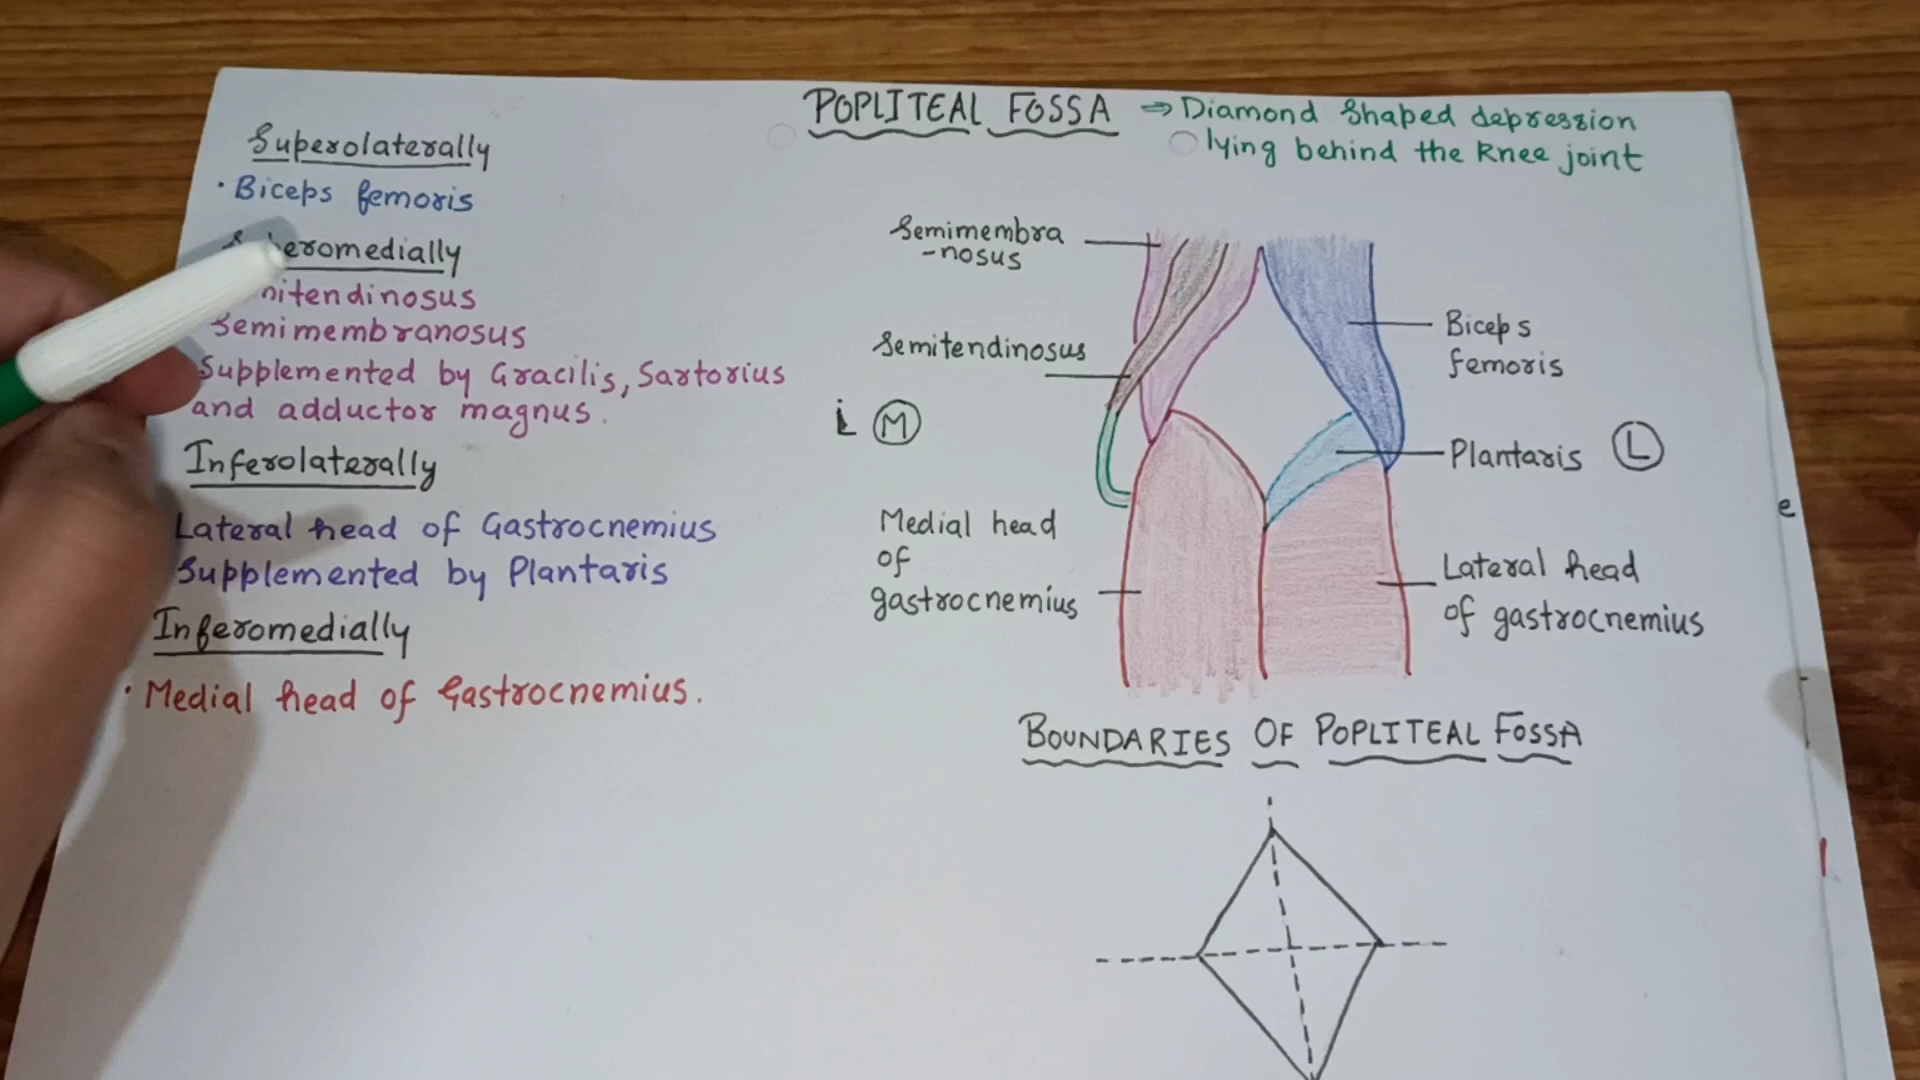 POPLITEAL FOSSA ⇒ Diamond Shaped depression
lying behind the Knee joint
Superolaterally
• Biceps femoris
Superomedially
Semimembranosus
Supplemented by Gracilis, Sartorius
and adductor magnus.
Inferolaterally
Lateral head of Gastrocnemius
Supplemented by Plantaris
Inferomedially
• Medial head of Gastrocnemius.
Semimembra
-nosus
Semitendinosus
M
Medial head
of
gastrocnemius
Biceps
femoris
Plantaris
L
Lateral head
of gastrocnemius
BOUNDARIES OF POPLITEAL FOSSA
e